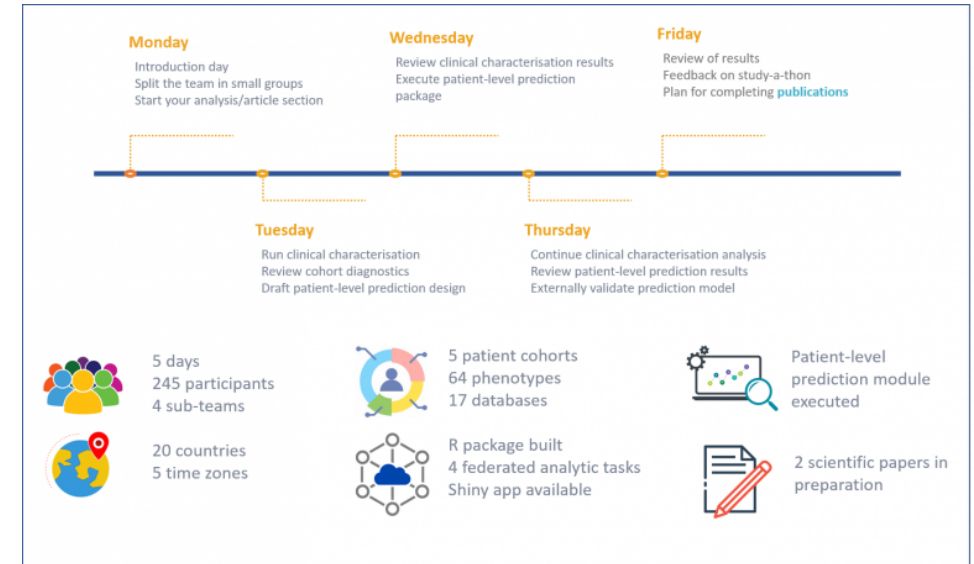 Monday
Introduction day
Split the team in small groups
Start your analysis/article section
Wednesday
Review clinical characterisation results
Execute patient-level prediction
package
Friday
Review of results
Feedback on study-a-thon
Plan for completing publications
Tuesday
Run clinical characterisation
Review cohort diagnostics
Draft patient-level prediction design
Thursday
Continue clinical characterisation analysis
Review patient-level prediction results
Externally validate prediction model
5 days
245 participants
4 sub-teams
5 patient cohorts
64 phenotypes
17 databases
Patient-level
prediction module
executed
20 countries
5 time zones
R package built
4 federated analytic tasks
Shiny app available
2 scientific papers in
preparation